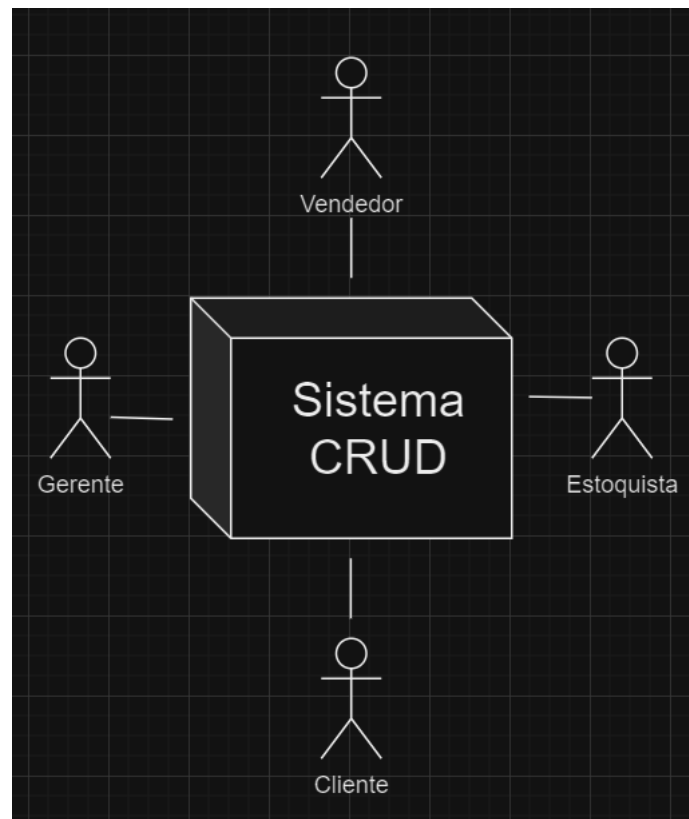 Vendedor
Sistema
CRUD
Gerente
Estoquista
Cliente